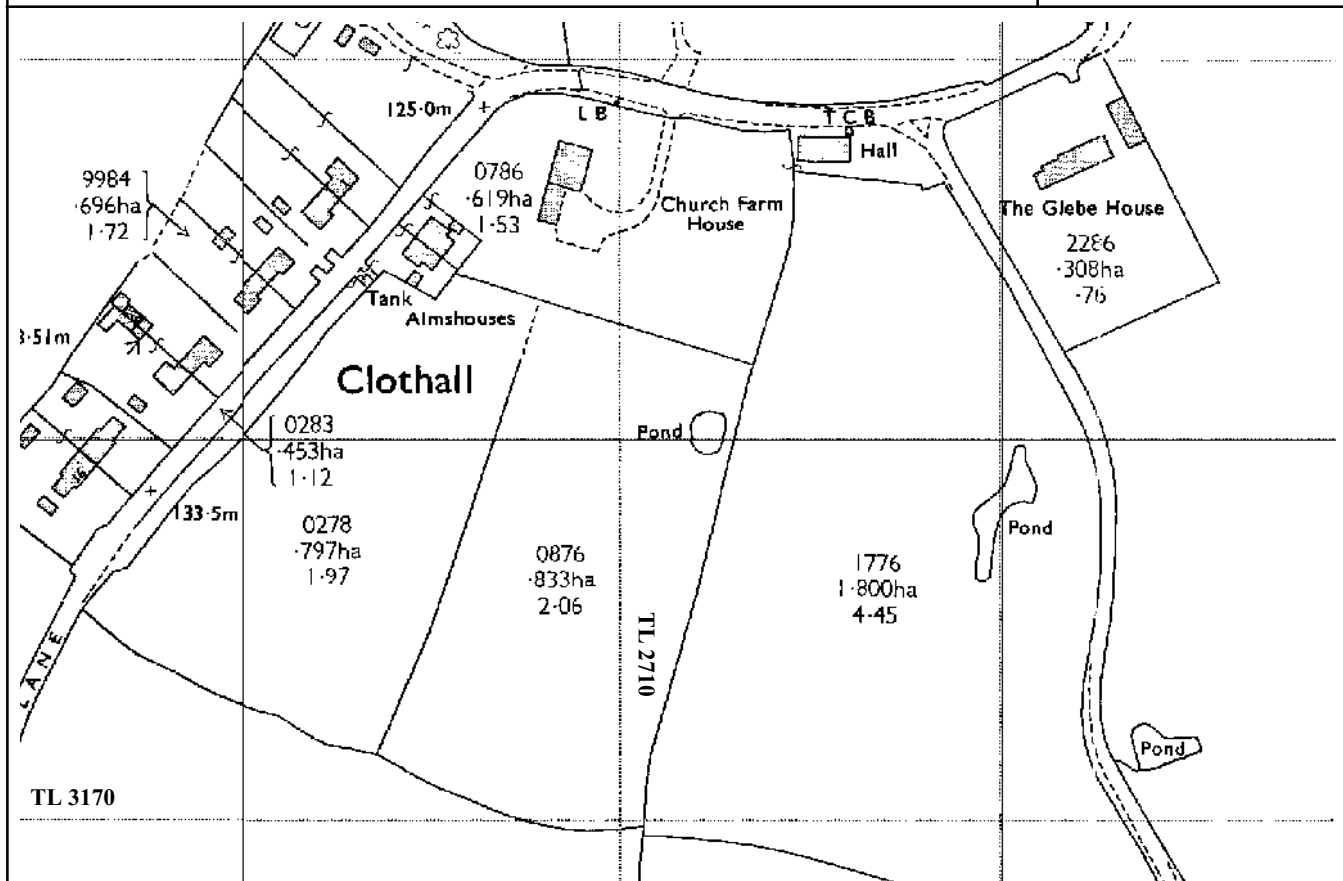 125·0m
L B
T C B
Hall
9984
·696ha
1·72
0786
·619ha
1·53
Church Farm
House
The Glebe House
2286
·308ha
·76
Tank
Almshouses
3·51m
Clothall
0283
·453ha
1·12
Pond
133·5m
0278
·797ha
1·97
0876
·833ha
2·06
1776
1·800ha
4·45
Pond
TL 2710
LANE
Pond
TL 3170